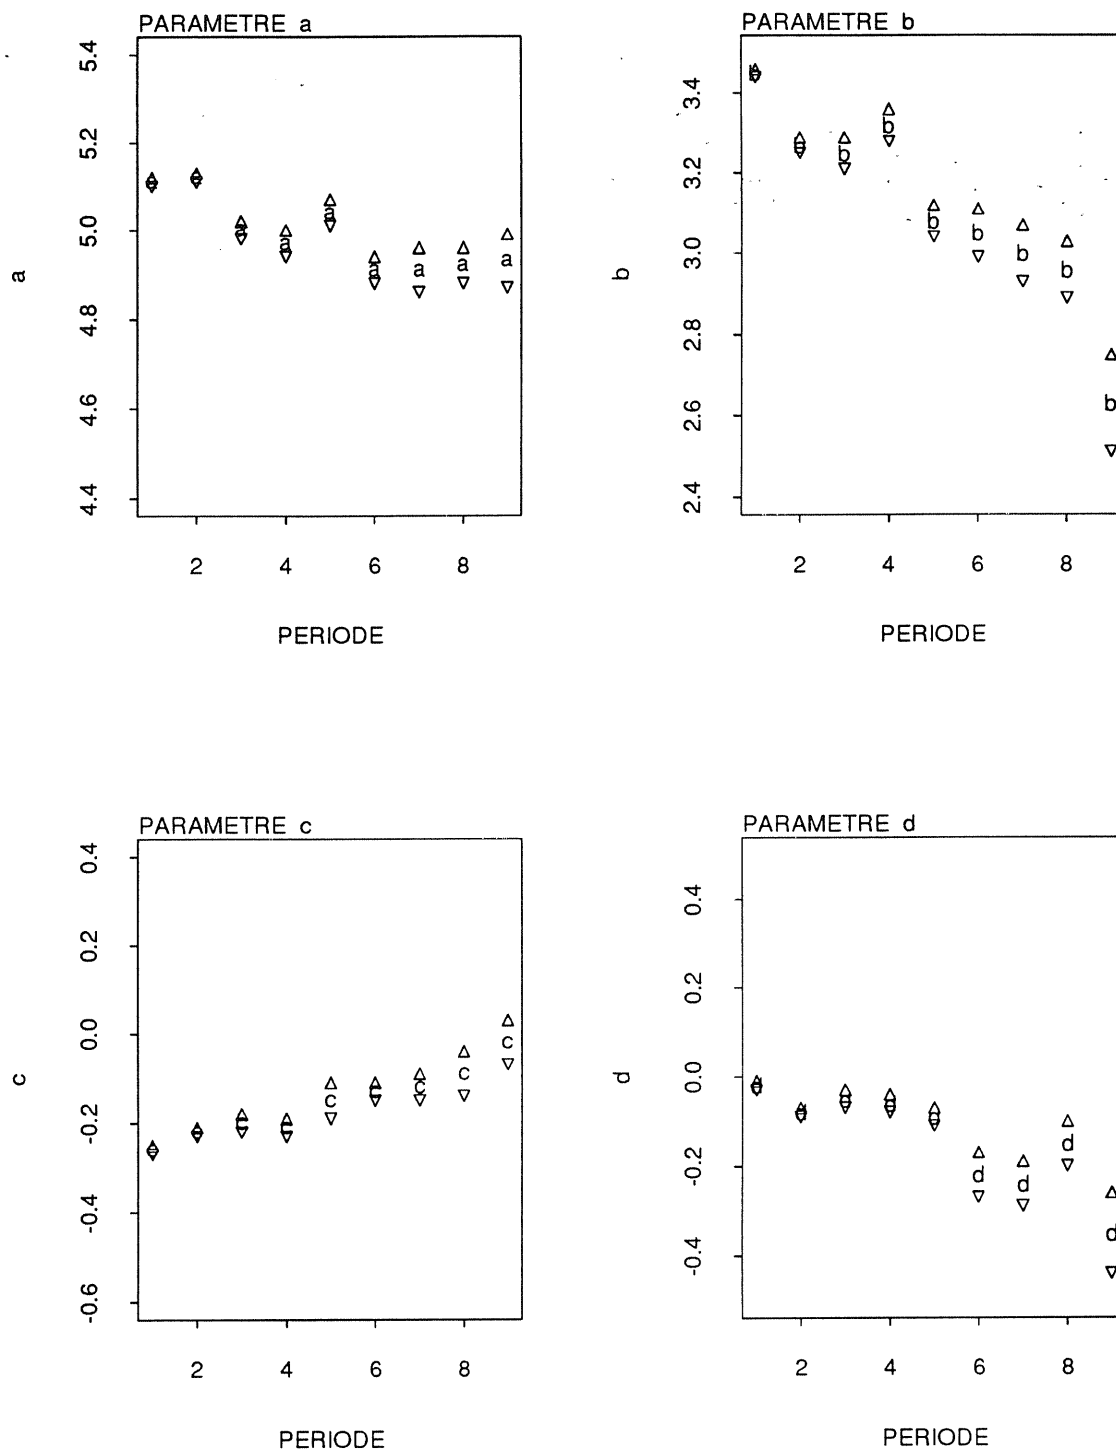 PARAMETRE a
a
5.4
5.2
5.0
4.8
4.6
4.4
a a a a a a a a a
2 4 6 8
PERIODE
PARAMETRE b
b
3.4
3.2
3.0
2.8
2.6
2.4
b b b b b b b b b
2 4 6 8
PERIODE
PARAMETRE c
c
0.4
0.2
0.0
-0.2
-0.4
-0.6
c c c c c c c c c
2 4 6 8
PERIODE
PARAMETRE d
d
0.4
0.2
0.0
-0.2
-0.4
d d d d d d d d d
2 4 6 8
PERIODE